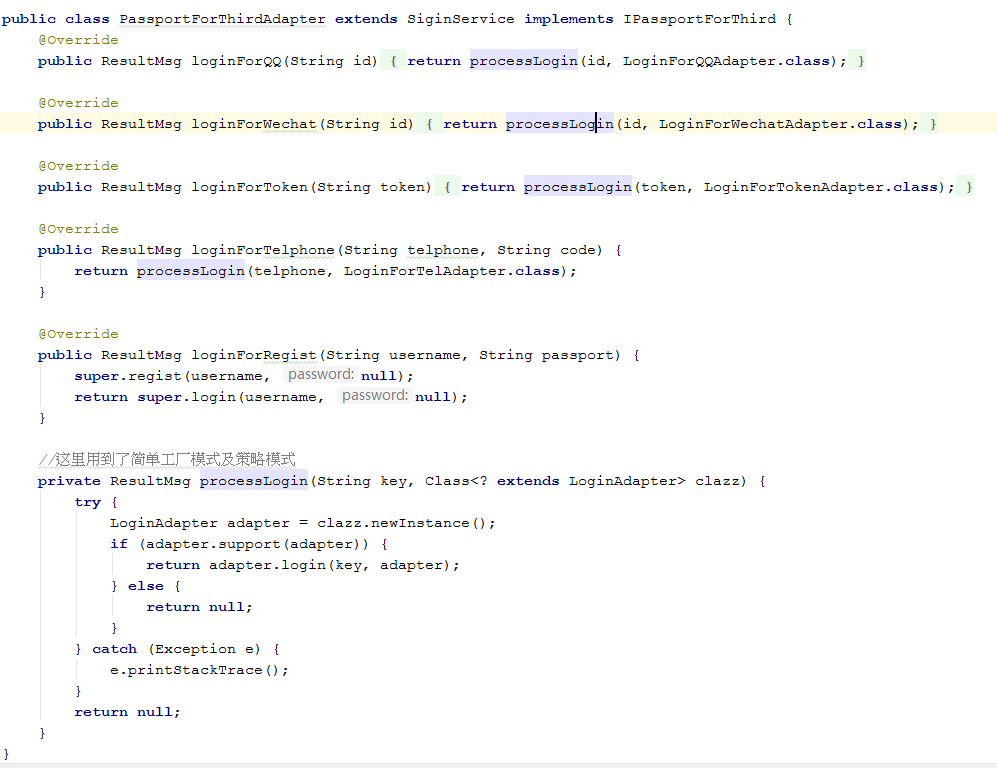 public class PassportForThirdAdapter extends SiginService implements IPassportForThird {
@Override
public ResultMsg loginForQQ(String id) { return processLogin(id, LoginForQQAdapter.class); }
@Override
public ResultMsg loginForWechat(String id) { return processLogin(id, LoginForWechatAdapter.class); }
@Override
public ResultMsg loginForToken(String token) { return processLogin(token, LoginForTokenAdapter.class); }
@Override
public ResultMsg loginForTelphone(String telphone, String code) {
return processLogin(telphone, LoginForTelAdapter.class);
}
@Override
public ResultMsg loginForRegist(String username, String passport) {
super.regist(username, password: null);
return super.login(username, password: null);
}
//这里用到了简单工厂模式及策略模式
private ResultMsg processLogin(String key, Class<? extends LoginAdapter> clazz) {
try {
LoginAdapter adapter = clazz.newInstance();
if (adapter.support(adapter)) {
return adapter.login(key, adapter);
} else {
return null;
}
} catch (Exception e) {
e.printStackTrace();
}
return null;
}
}